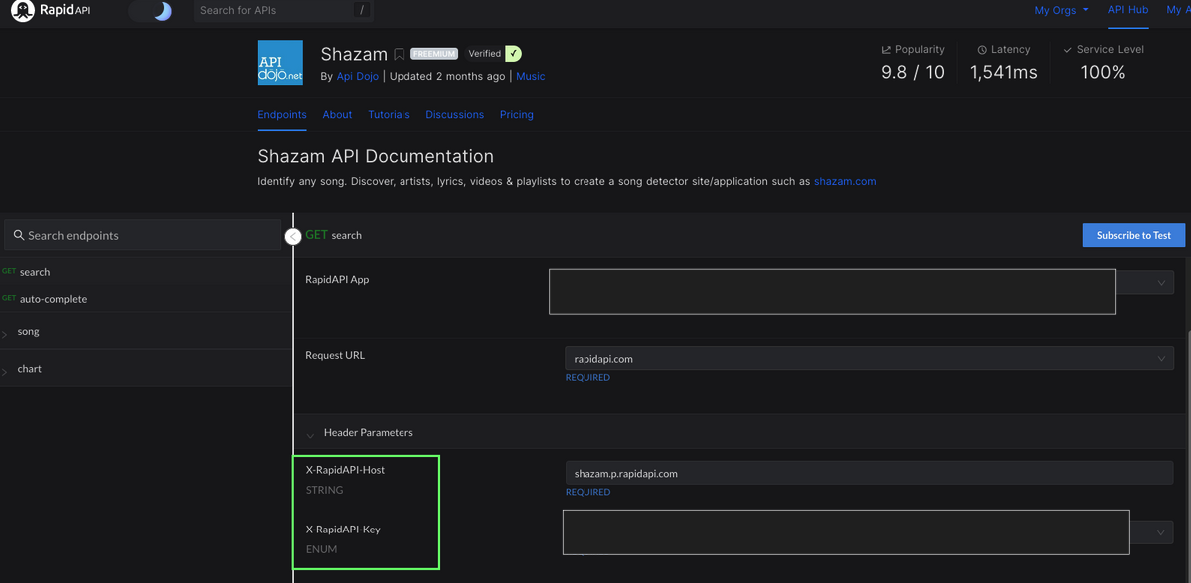 RapidAPI
Search for APIs /
My Orgs API Hub My A
API
dojo.net
Shazam FREEMIUM Verified
By Api Dojo | Updated 2 months ago | Music
Popularity
9.8 / 10
Latency
1,541ms
Service Level
100%
Endpoints About Tutorials Discussions Pricing
Shazam API Documentation
Identify any song. Discover, artists, lyrics, videos & playlists to create a song detector site/application such as shazam.com
Search endpoints
GET search
GET auto-complete
song
chart
GET search
Subscribe to Test
RapidAPI App
Request URL
rapidapi.com
REQUIRED
Header Parameters
X-RapidAPI-Host
STRING
shazam.p.rapidapi.com
REQUIRED
X-RapidAPI-Key
ENUM